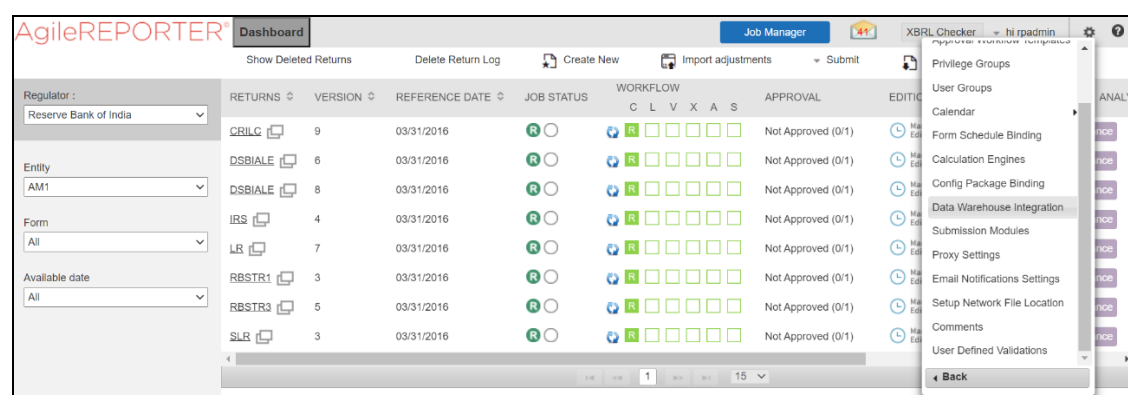 AgileREPORTER® Dashboard Job Manager 41 XBRL Checker hi rpadmin
Show Deleted Returns Delete Return Log Create New Import adjustments Submit
Regulator :
Reserve Bank of India
Entity
AM1
Form
All
Available date
All
RETURNS VERSION REFERENCE DATE JOB STATUS WORKFLOW APPROVAL
C L V X A S
CRILC 9 03/31/2016 R R Not Approved (0/1)
DSBIALE 6 03/31/2016 R R Not Approved (0/1)
DSBIALE 8 03/31/2016 R R Not Approved (0/1)
IRS 4 03/31/2016 R R Not Approved (0/1)
LR 7 03/31/2016 R R Not Approved (0/1)
RBSTR1 3 03/31/2016 R R Not Approved (0/1)
RBSTR3 5 03/31/2016 R R Not Approved (0/1)
SLR 3 03/31/2016 R R Not Approved (0/1)
1 15
Approval Workflow Templates
Privilege Groups
User Groups
Calendar
Form Schedule Binding
Calculation Engines
Config Package Binding
Data Warehouse Integration
Submission Modules
Proxy Settings
Email Notifications Settings
Setup Network File Location
Comments
User Defined Validations
Back